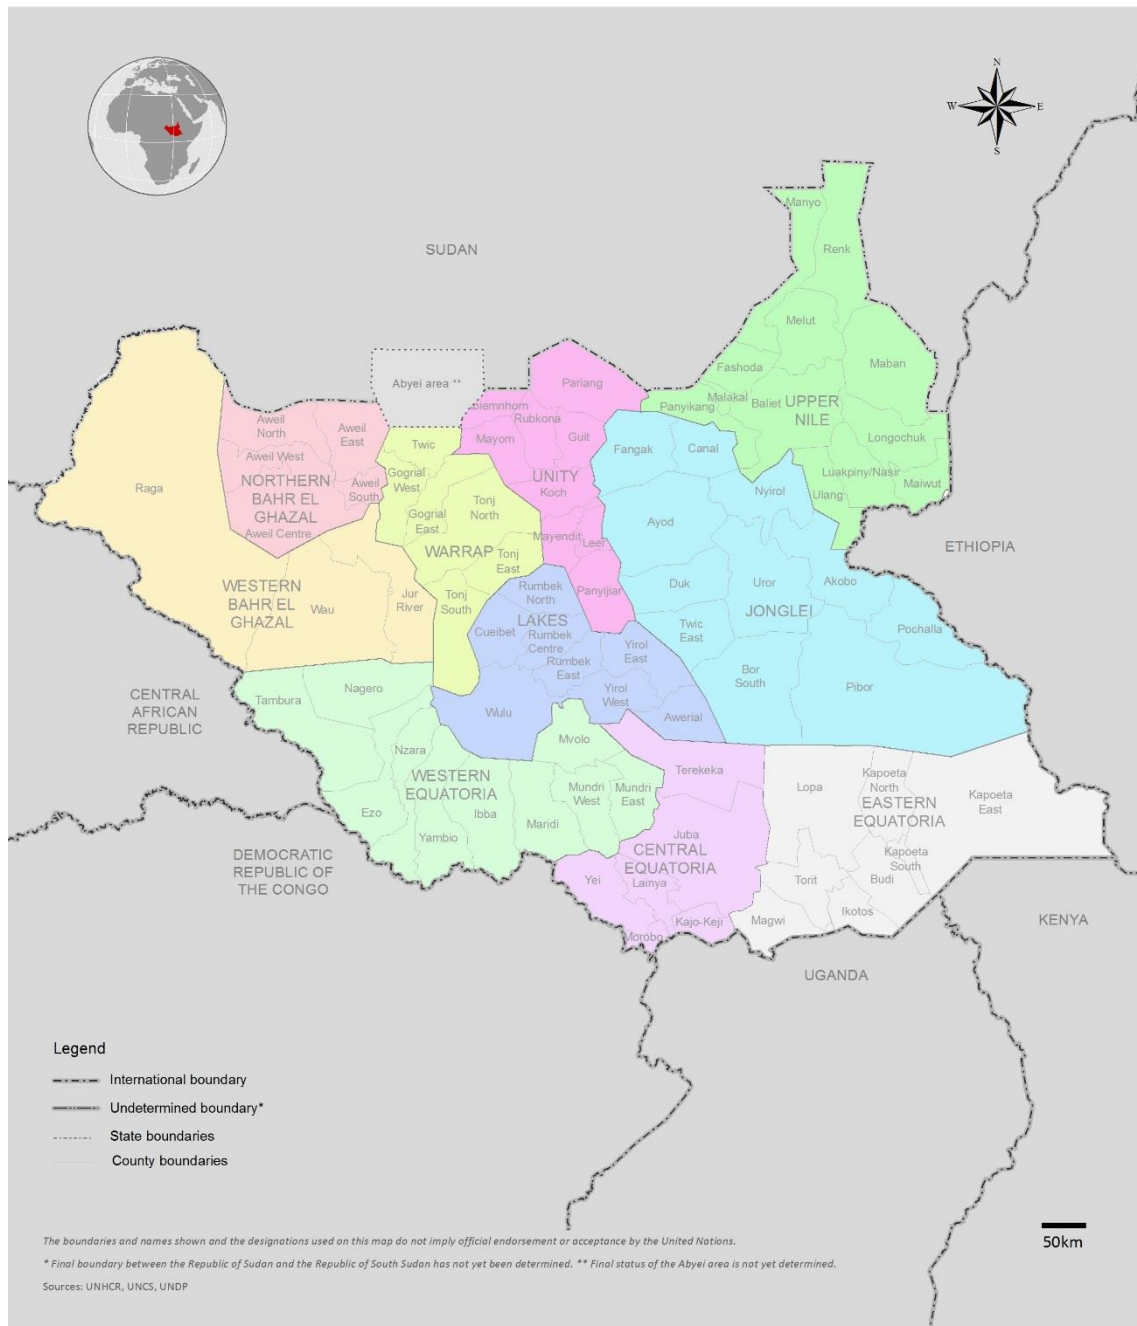 N
W
E
S
SUDAN
Manyo
Renk
Melut
Maban
Fashoda
Malakal
Baliet
UPPER
NILE
Panyikang
Longochuk
Luakpiny/Nasir
Maiwut
Ulang
Abyei area **
Pariang
Rubkona
Mayom
Guit
UNITY
Koch
Mayendit
Leer
Panyijiar
Aweil
North
Aweil
East
Aweil West
Aweil
South
NORTHERN
BAHR EL
GHAZAL
Aweil Centre
Raga
WESTERN
BAHR EL
GHAZAL
Wau
Jur
River
Twic
Gogrial
West
Gogrial
East
Tonj
North
WARRAP
Tonj
East
Tonj
South
Fangak
Canal
Nyirol
Ayod
Duk
Uror
Akobo
JONGLEI
Twic
East
Pochalla
Bor
South
Pibor
ETHIOPIA
Rumbek
North
LAKES
Cueibet
Rumbek
Centre
Rumbek
East
Yirol
East
Yirol
West
Wulu
Awerial
CENTRAL
AFRICAN
REPUBLIC
Tambura
Nagero
Nzara
WESTERN
EQUATORIA
Ezo
Yambio
Ibba
Maridi
Mvolo
Mundri
West
Mundri
East
Terekeka
Juba
CENTRAL
EQUATORIA
Yei
Lainya
Kajo-Keji
Morobo
Lopa
Kapoeta
North
EASTERN
EQUATORIA
Kapoeta
East
Kapoeta
South
Torit
Budi
Magwi
Ikotos
DEMOCRATIC
REPUBLIC OF
THE CONGO
UGANDA
KENYA
Legend
International boundary
Undetermined boundary*
State boundaries
County boundaries
50km
The boundaries and names shown and the designations used on this map do not imply official endorsement or acceptance by the United Nations.
* Final boundary between the Republic of Sudan and the Republic of South Sudan has not yet been determined. ** Final status of the Abyei area is not yet determined.
Sources: UNHCR, UNCS, UNDP